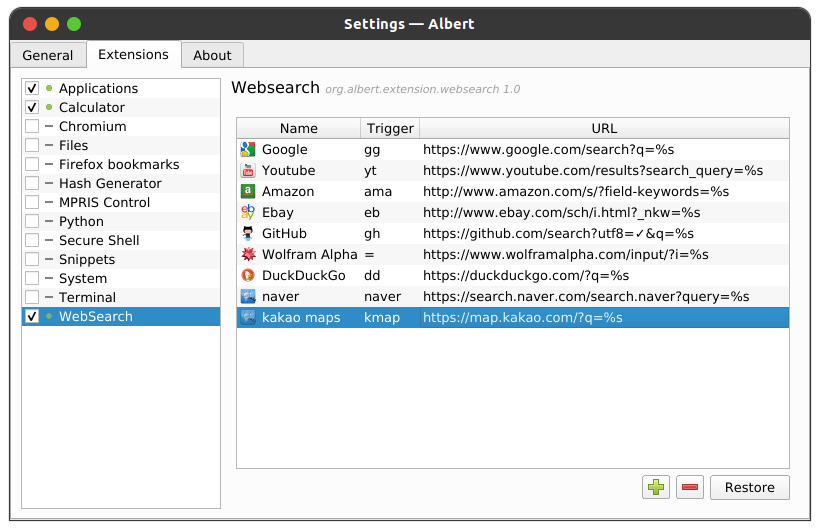 Settings — Albert
General Extensions About
Applications
Calculator
Chromium
Files
Firefox bookmarks
Hash Generator
MPRIS Control
Python
Secure Shell
Snippets
System
Terminal
WebSearch
Websearch org.albert.extension.websearch 1.0
Name Trigger URL
Google gg https://www.google.com/search?q=%s
Youtube yt https://www.youtube.com/results?search_query=%s
Amazon ama http://www.amazon.com/s/?field-keywords=%s
Ebay eb http://www.ebay.com/sch/i.html?_nkw=%s
GitHub gh https://github.com/search?utf8=✓&q=%s
Wolfram Alpha = https://www.wolframalpha.com/input/?i=%s
DuckDuckGo dd https://duckduckgo.com/?q=%s
naver naver https://search.naver.com/search.naver?query=%s
kakao maps kmap https://map.kakao.com/?q=%s
Restore